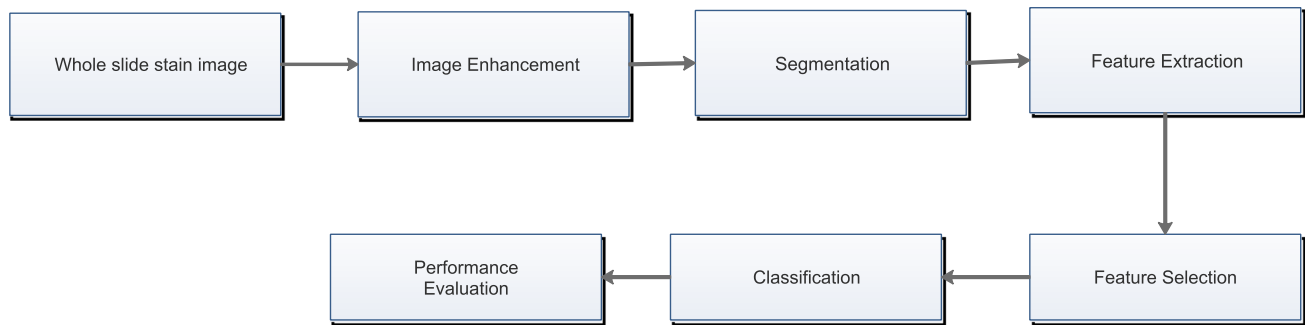 Whole slide stain image
Image Enhancement
Segmentation
Feature Extraction
Feature Selection
Classification
Performance
Evaluation